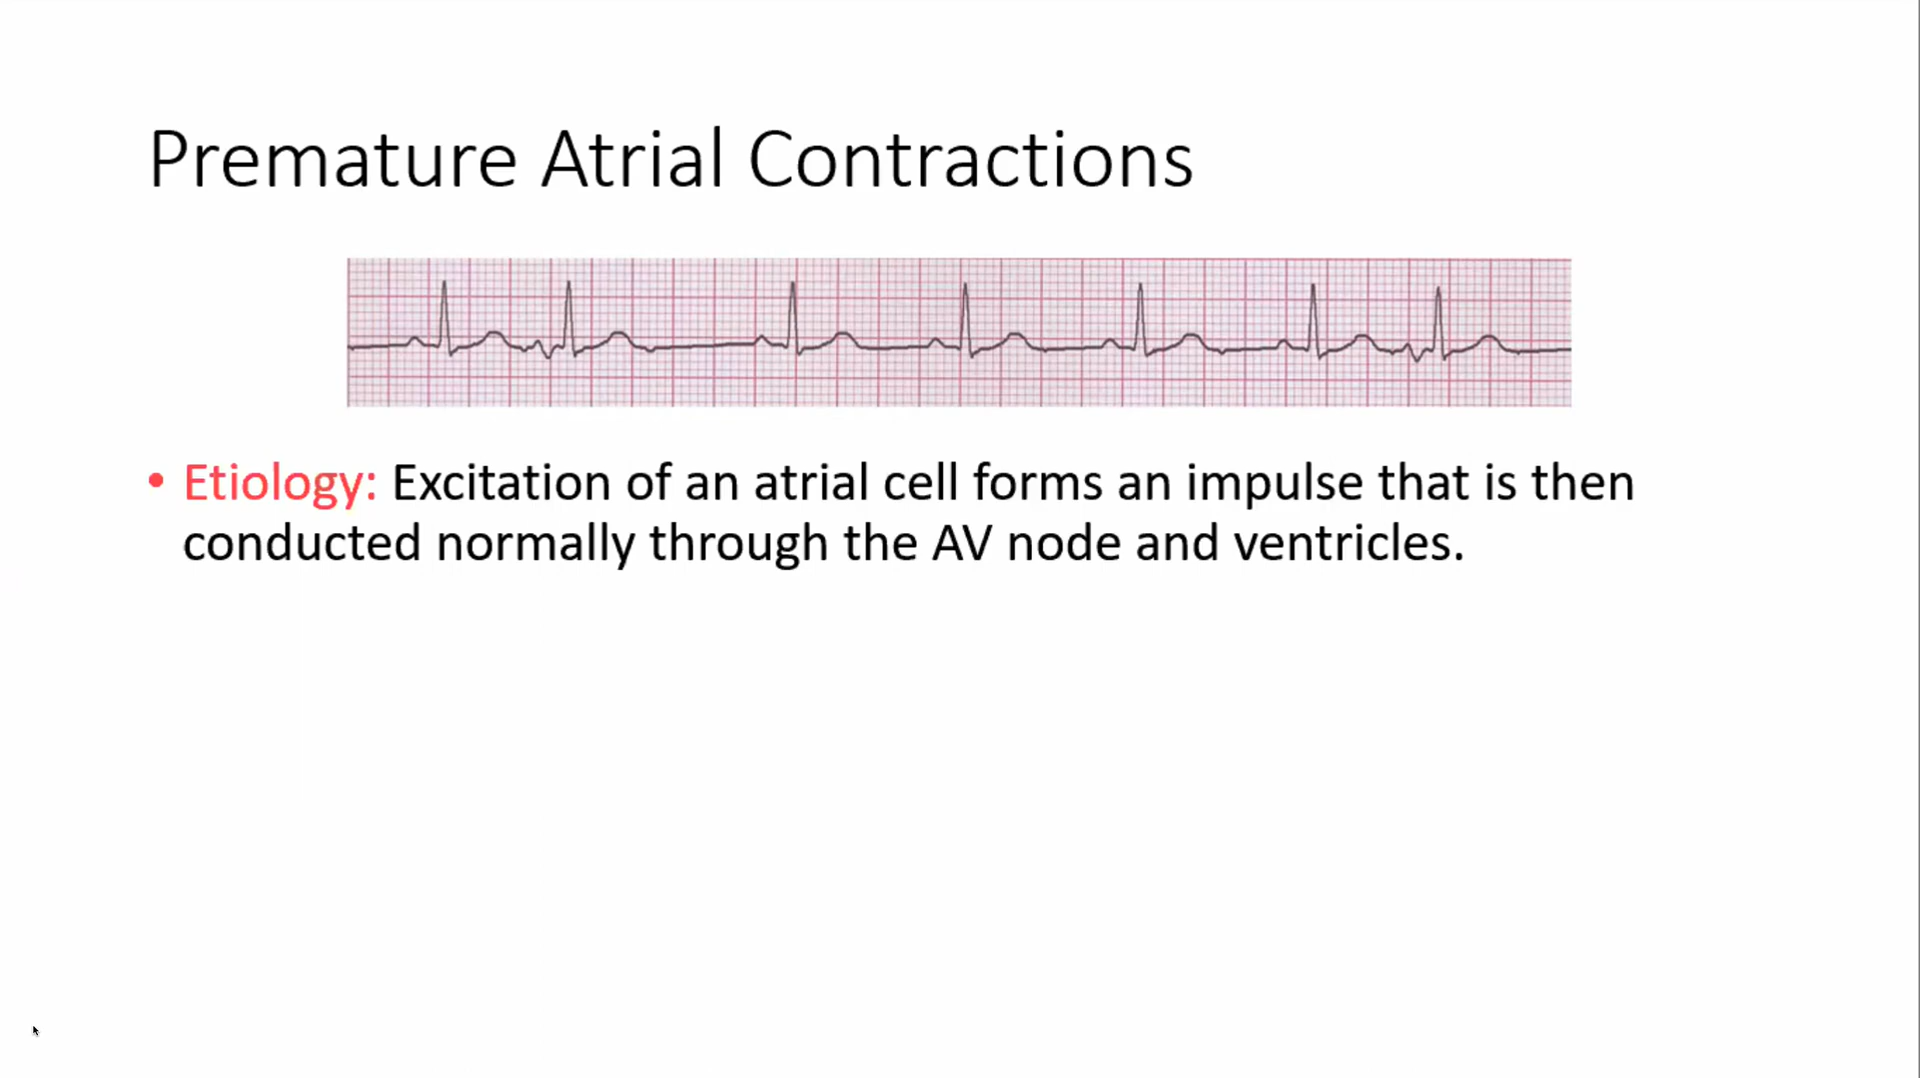 Premature Atrial Contractions
• Etiology: Excitation of an atrial cell forms an impulse that is then
conducted normally through the AV node and ventricles.